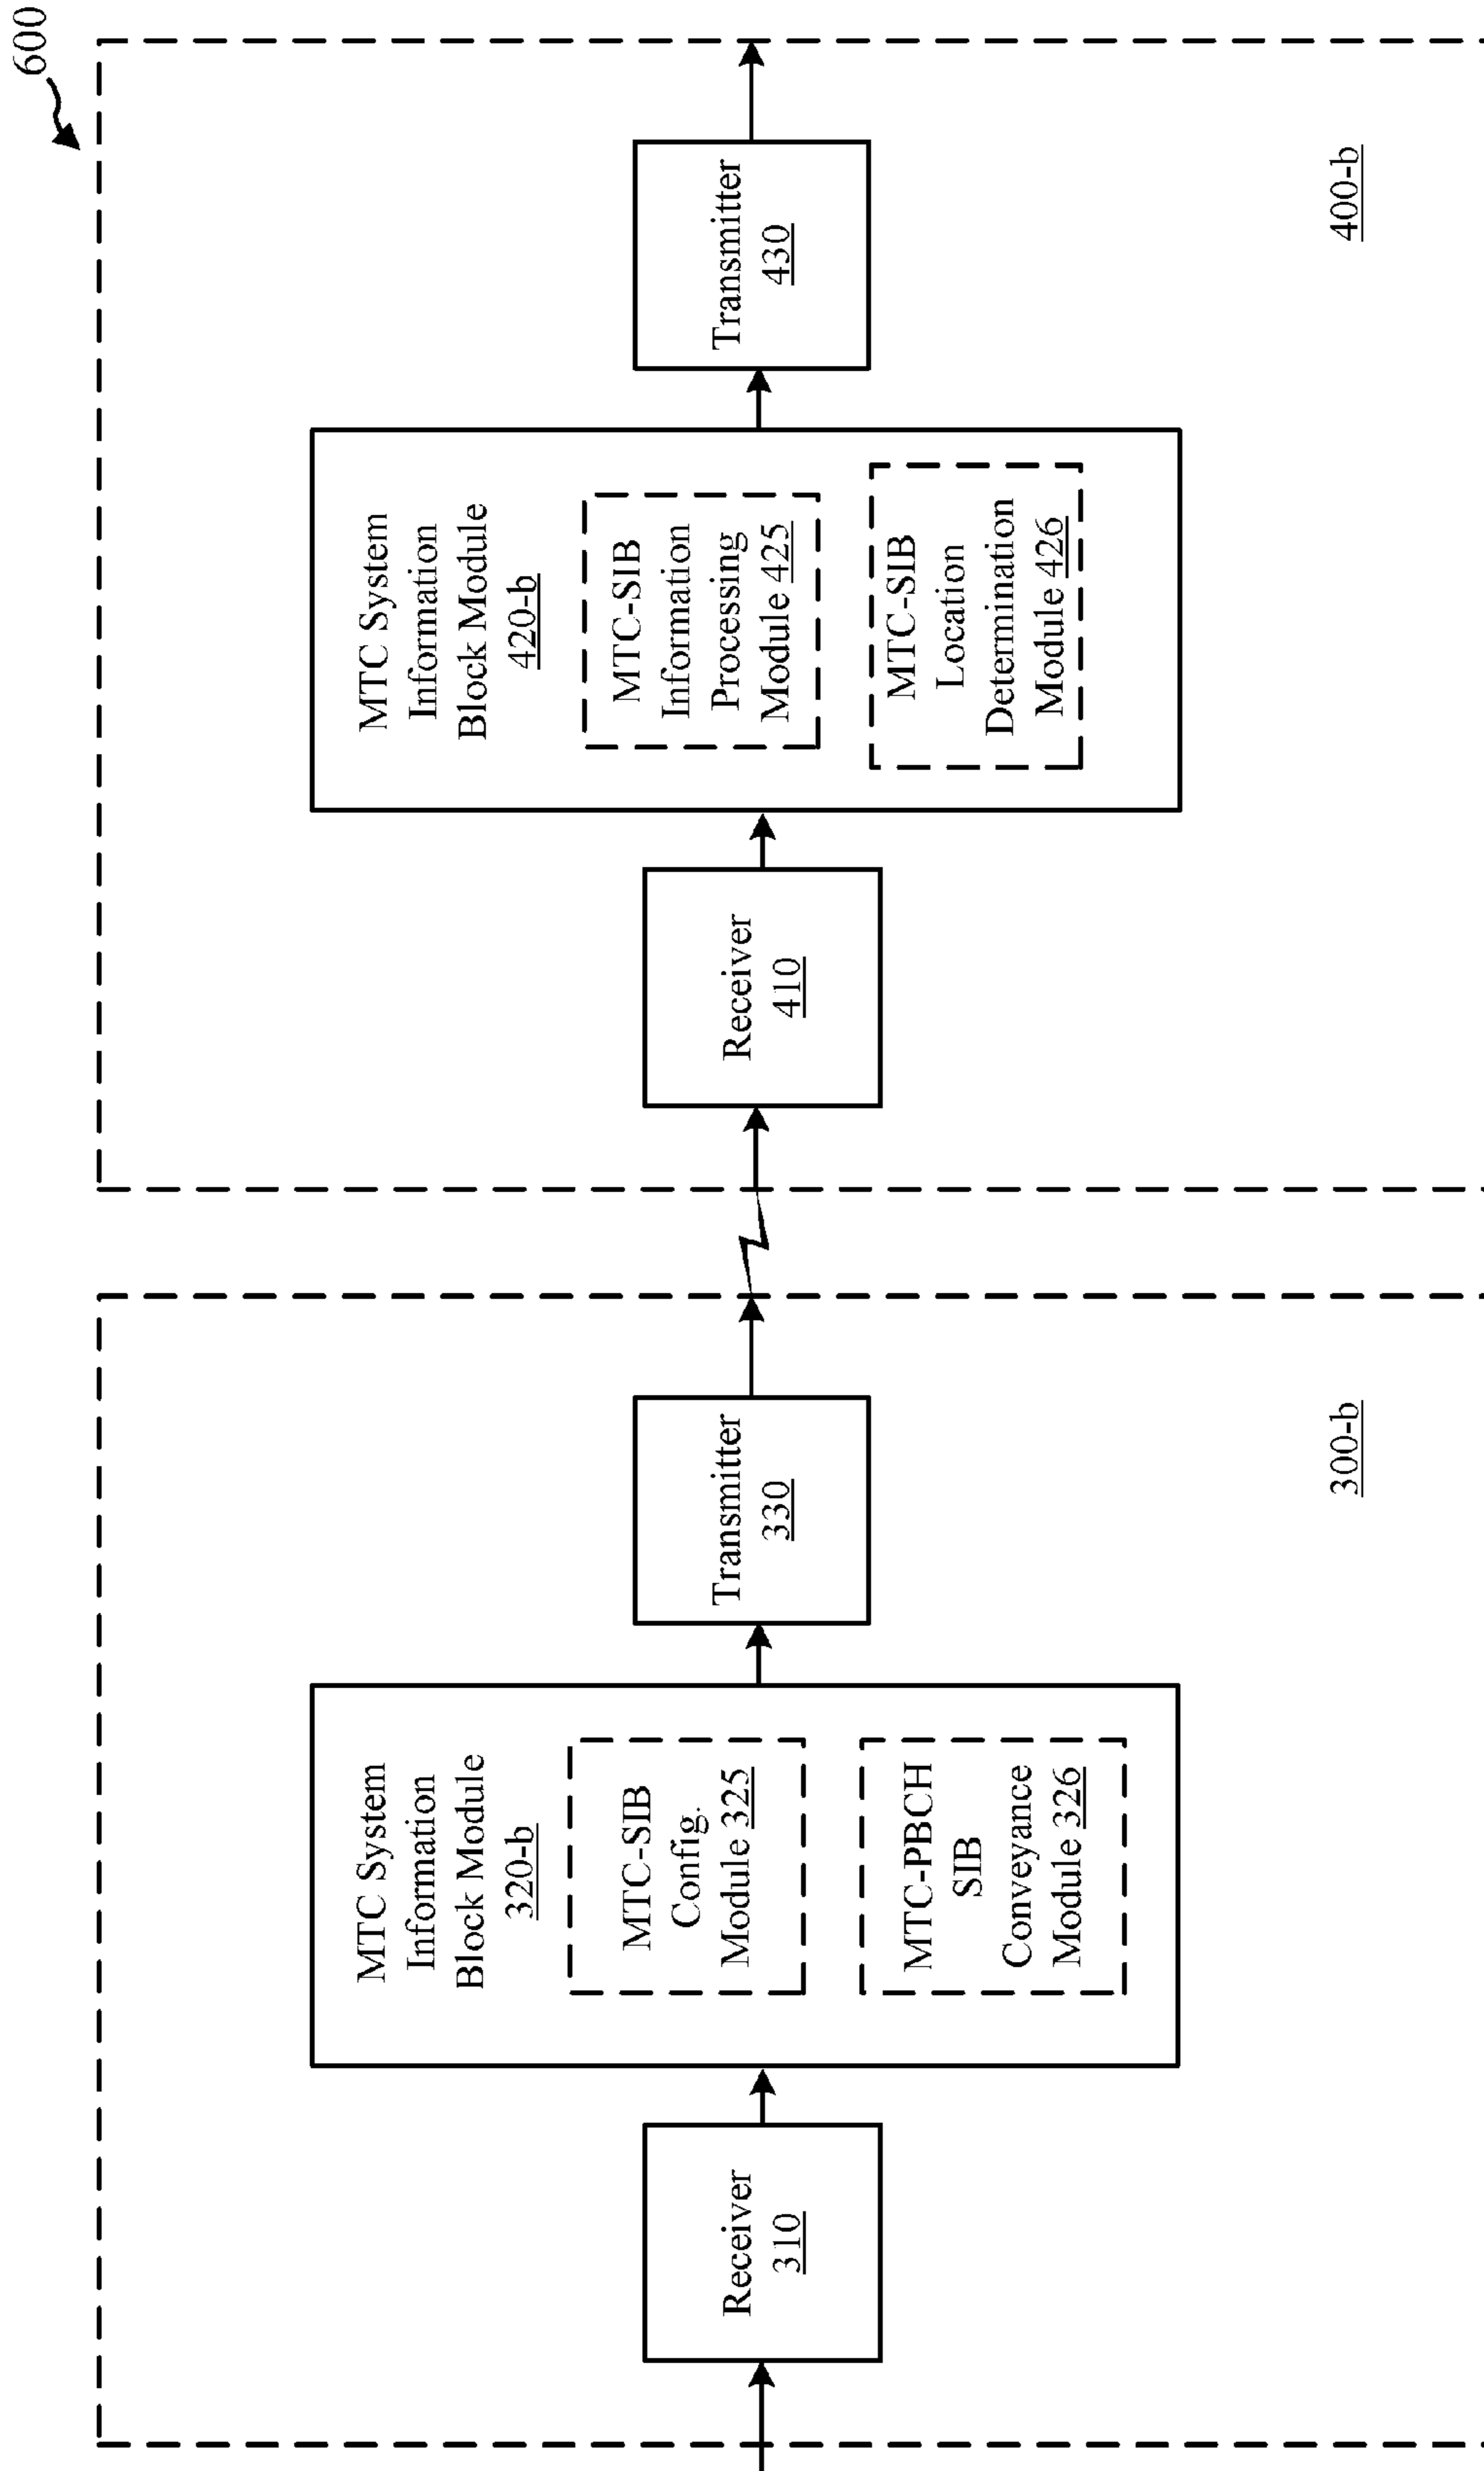 600
Receiver
310
MTC System
Information
Block Module
320-b
MTC-SIB
Config.
Module 325
MTC-PBCH
SIB
Conveyance
Module 326
Transmitter
330
300-b
Receiver
410
MTC System
Information
Block Module
420-b
MTC-SIB
Information
Processing
Module 425
MTC-SIB
Location
Determination
Module 426
Transmitter
430
400-b